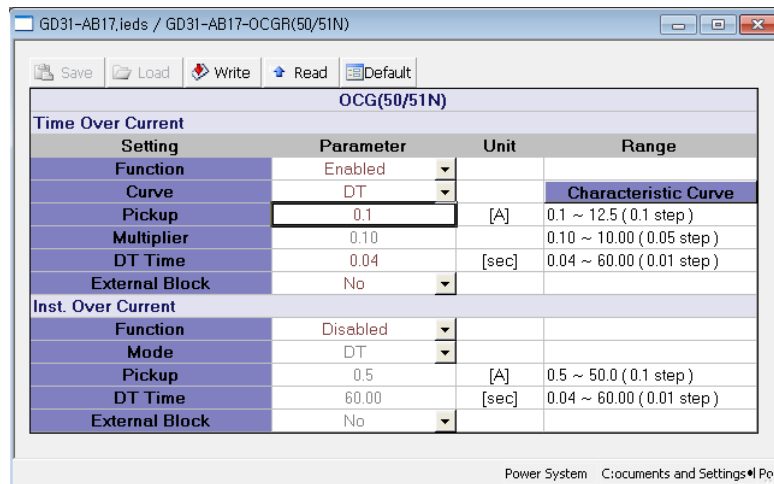 GD31-AB17,ieds / GD31-AB17-OCGR(50/51N)
Save Load Write Read Default
OCG(50/51N)
Time Over Current
Setting Parameter Unit Range
Function Enabled
Curve DT Characteristic Curve
Pickup 0.1 [A] 0.1 ~ 12.5 ( 0.1 step )
Multiplier 0.10 0.10 ~ 10.00 ( 0.05 step )
DT Time 0.04 [sec] 0.04 ~ 60.00 ( 0.01 step )
External Block No
Inst. Over Current
Function Disabled
Mode DT
Pickup 0.5 [A] 0.5 ~ 50.0 ( 0.1 step )
DT Time 60.00 [sec] 0.04 ~ 60.00 ( 0.01 step )
External Block No
Power System C:ocuments and Settings•l Po